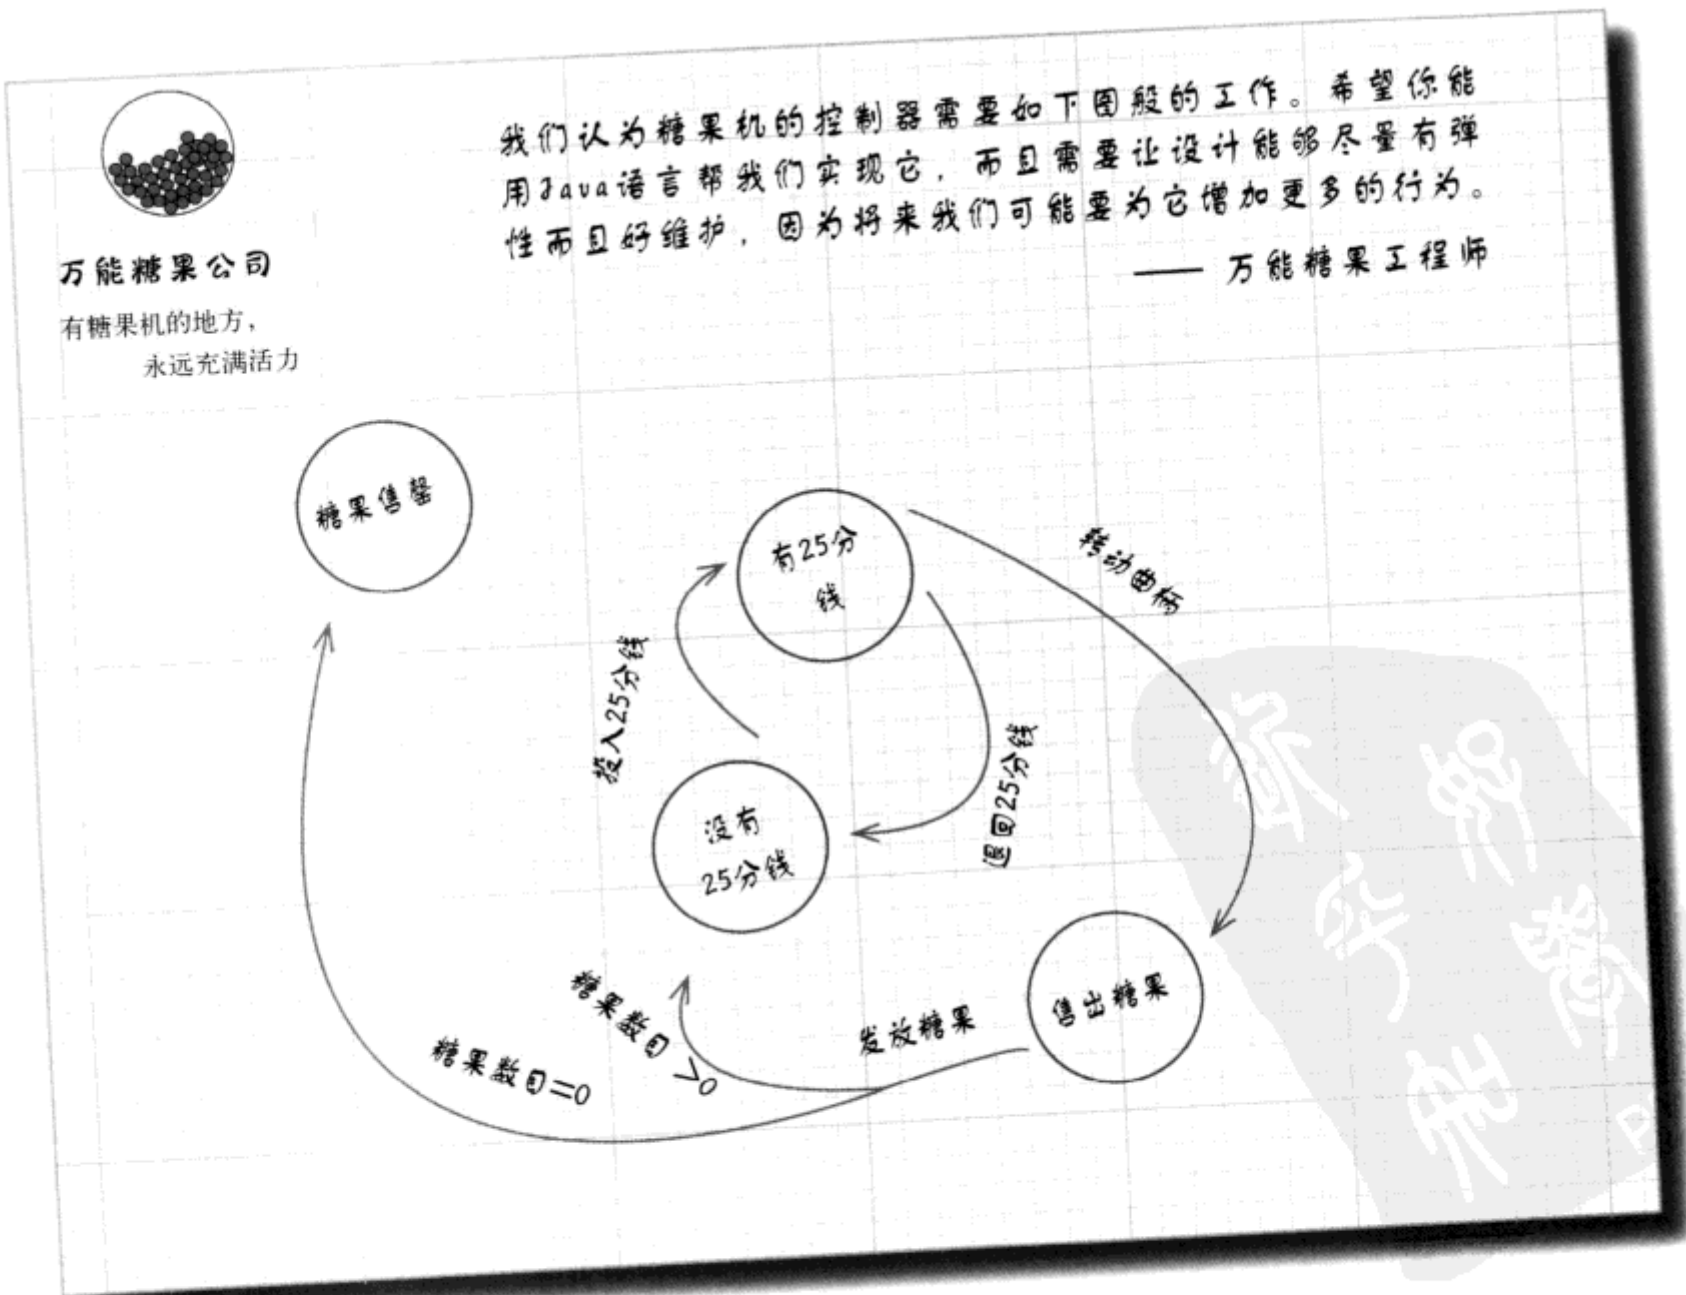 我们认为糖果机的控制器需要如下图般的工作。希望你能
用Java语言帮我们实现它，而且需要让设计能够尽量有弹
性而且好维护，因为将来我们可能要为它增加更多的行为。
—— 万能糖果工程师
万能糖果公司
有糖果机的地方，
永远充满活力
糖果售罄
有25分
钱
转动曲柄
投入25分钱
退回25分钱
没有
25分钱
售出糖果
发放糖果
糖果数目>0
糖果数目=0